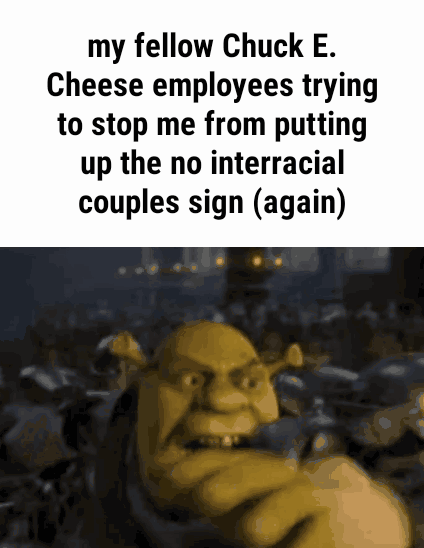 my fellow Chuck E.
Cheese employees trying
to stop me from putting
up the no interracial
couples sign (again)